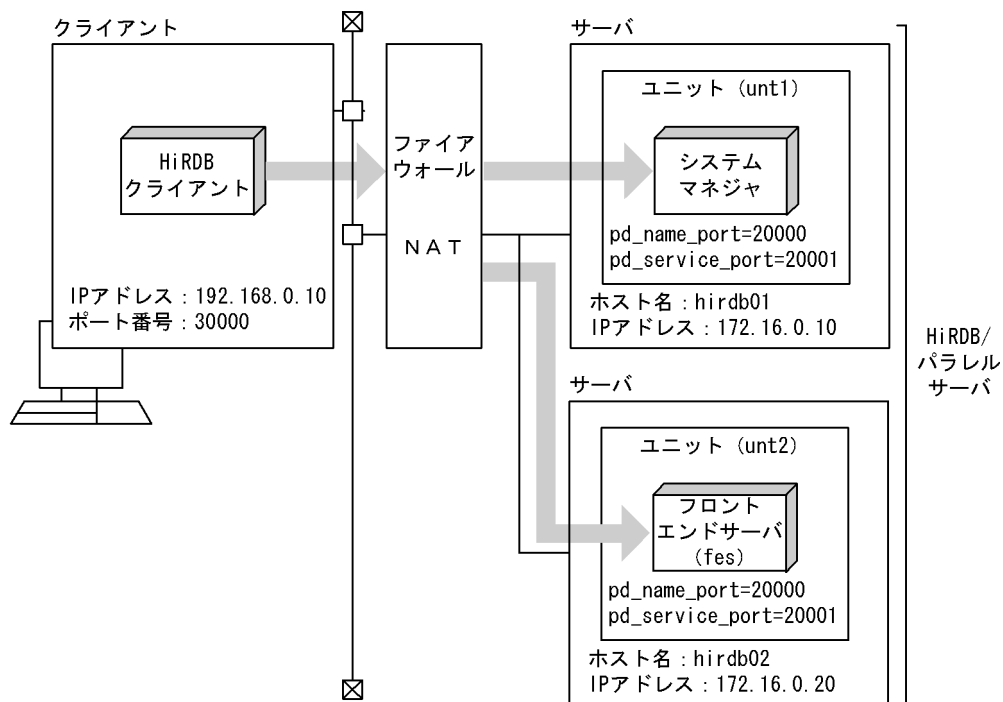 クライアント
HiRDB
クライアント
IPアドレス：192.168.0.10
ポート番号：30000
ファイア
ウォール
NAT
サーバ
ユニット（unt1）
システム
マネジャ
pd_name_port=20000
pd_service_port=20001
ホスト名：hirdb01
IPアドレス：172.16.0.10
サーバ
ユニット（unt2）
フロント
エンドサーバ
(fes)
pd_name_port=20000
pd_service_port=20001
ホスト名：hirdb02
IPアドレス：172.16.0.20
HiRDB/
パラレル
サーバ